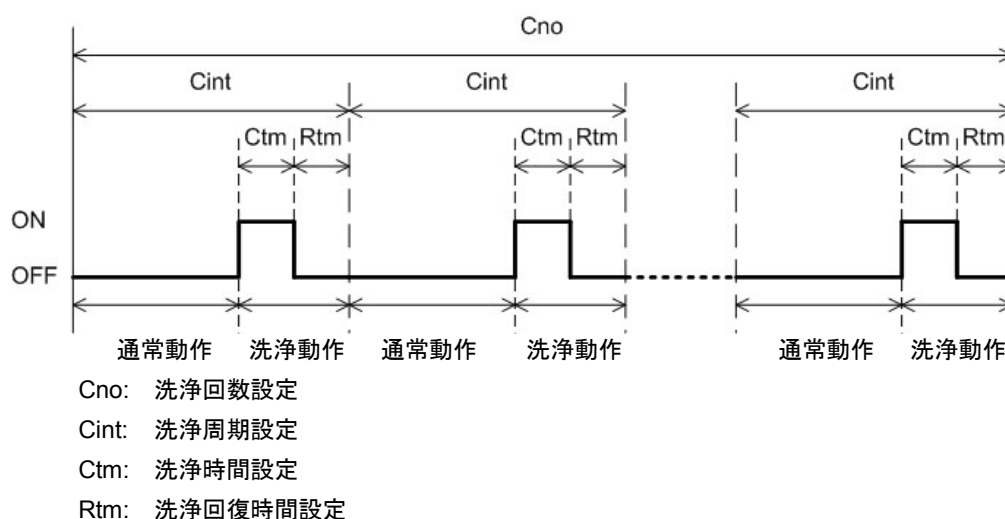 Cno
Cint Cint Cint
Ctm Rtm Ctm Rtm Ctm Rtm
ON
OFF
通常動作 洗浄動作 通常動作 洗浄動作 通常動作 洗浄動作
Cno: 洗浄回数設定
Cint: 洗浄周期設定
Ctm: 洗浄時間設定
Rtm: 洗浄回復時間設定